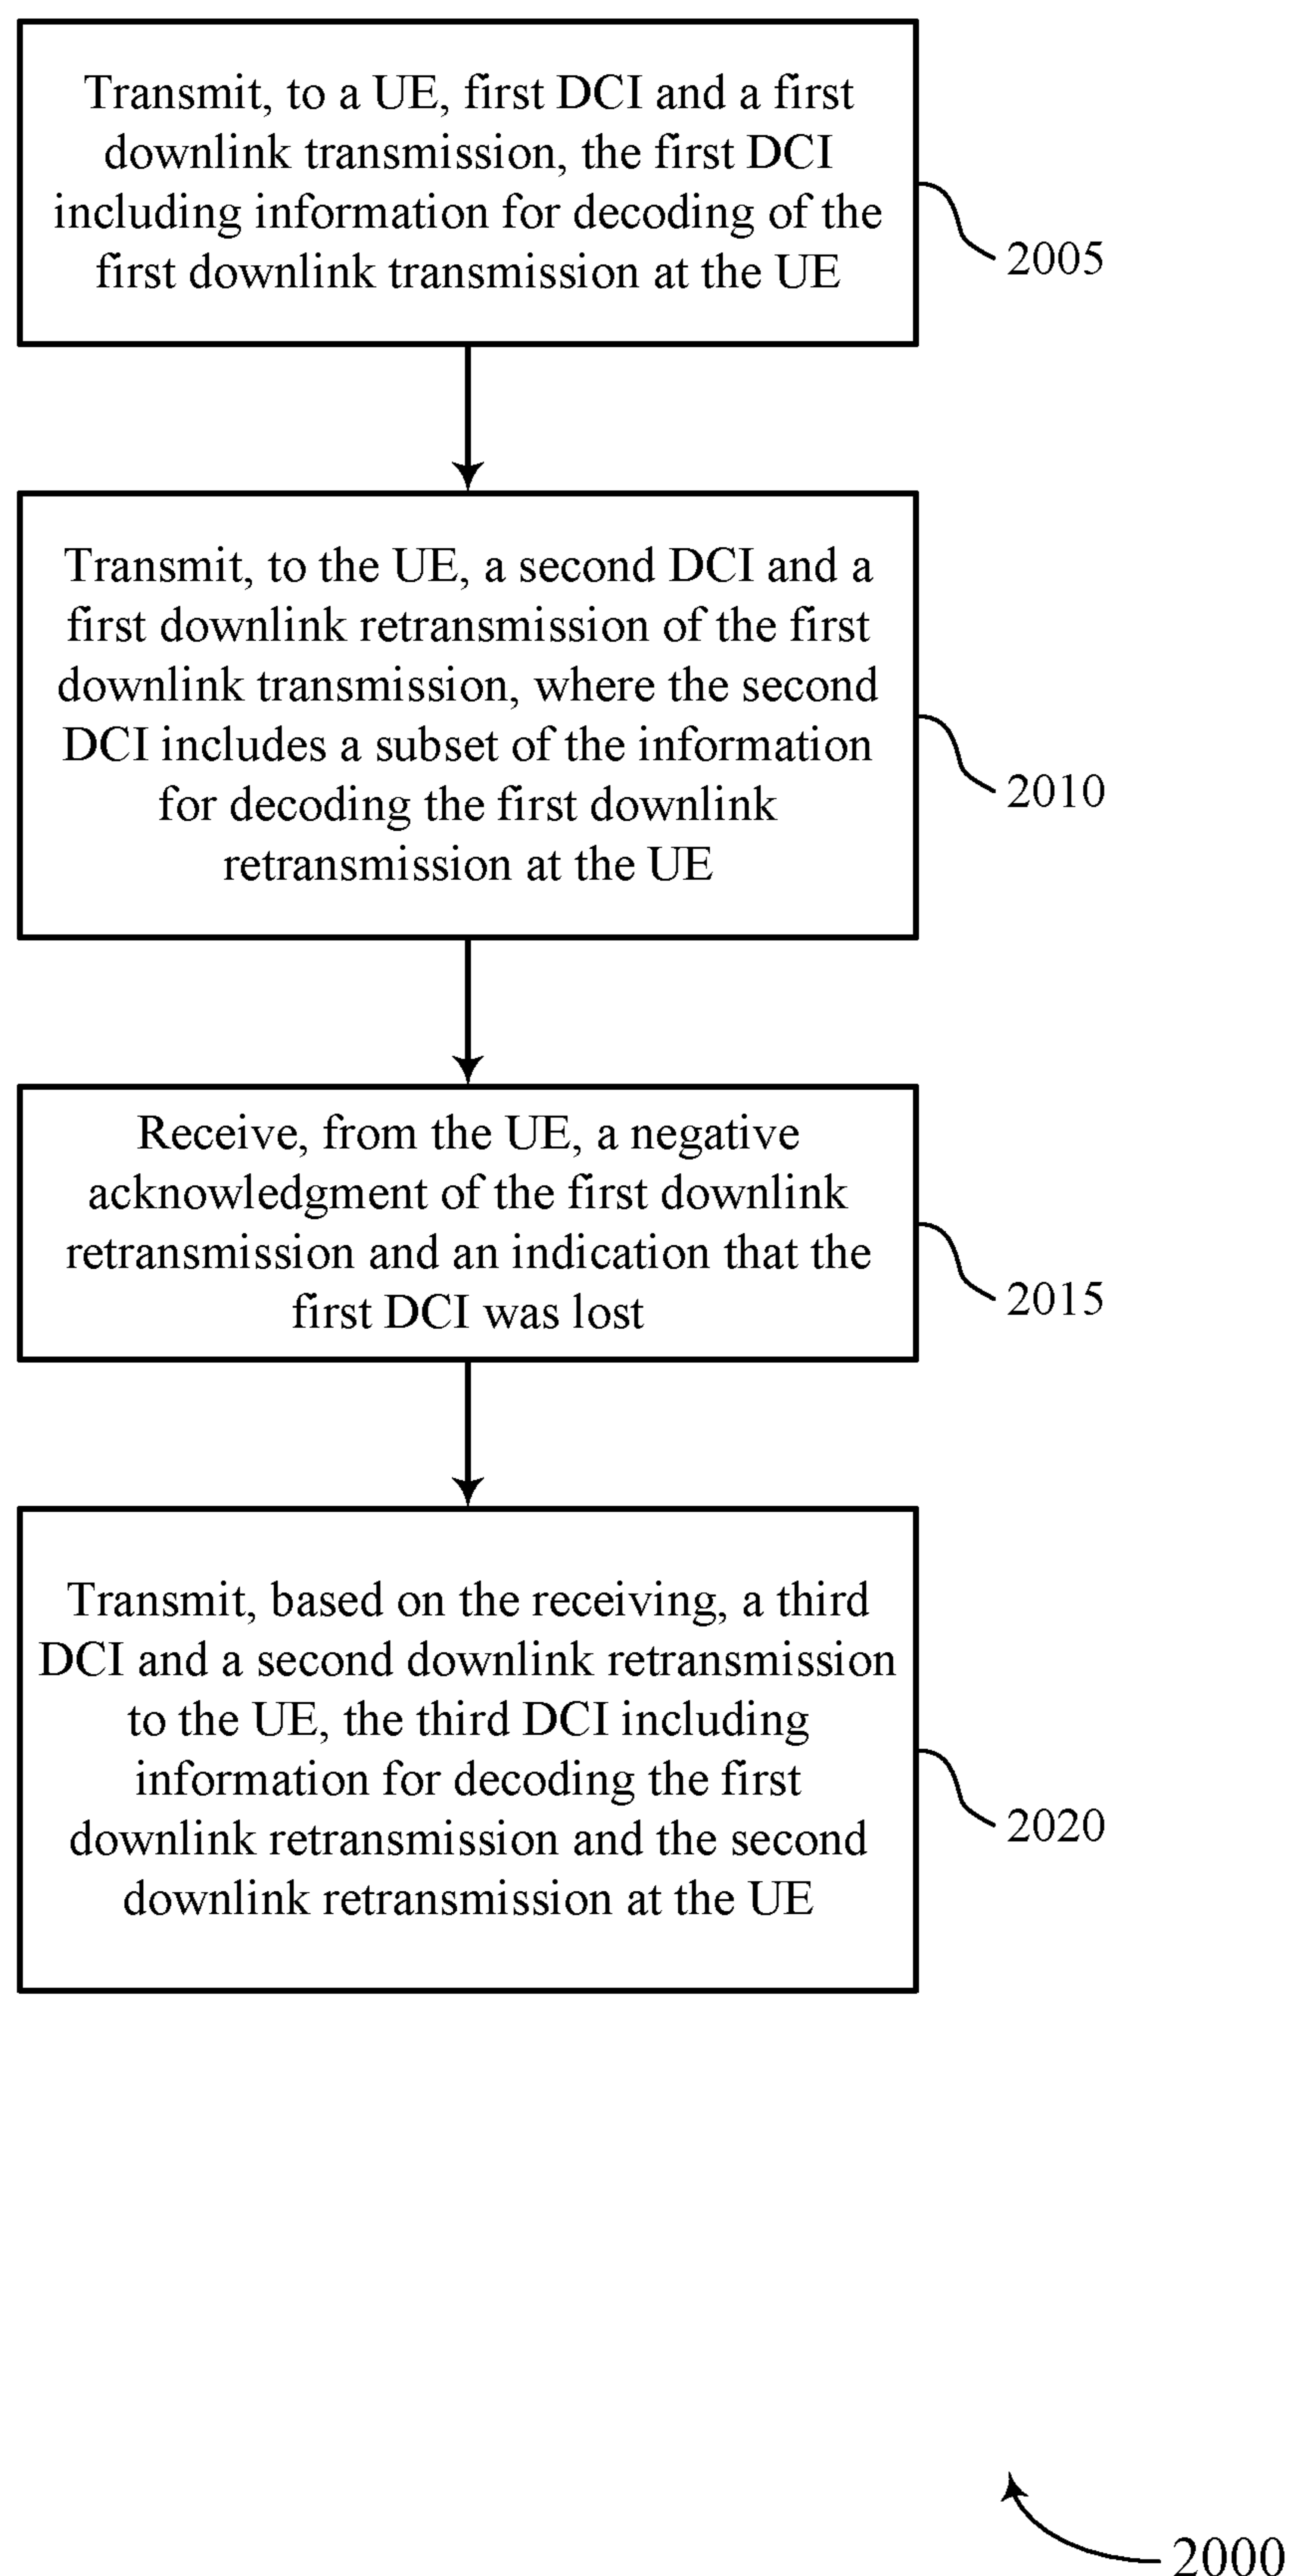 Transmit, to a UE, first DCI and a first
downlink transmission, the first DCI
including information for decoding of the
first downlink transmission at the UE
2005
Transmit, to the UE, a second DCI and a
first downlink retransmission of the first
downlink transmission, where the second
DCI includes a subset of the information
for decoding the first downlink
retransmission at the UE
2010
Receive, from the UE, a negative
acknowledgment of the first downlink
retransmission and an indication that the
first DCI was lost
2015
Transmit, based on the receiving, a third
DCI and a second downlink retransmission
to the UE, the third DCI including
information for decoding the first
downlink retransmission and the second
downlink retransmission at the UE
2020
2000